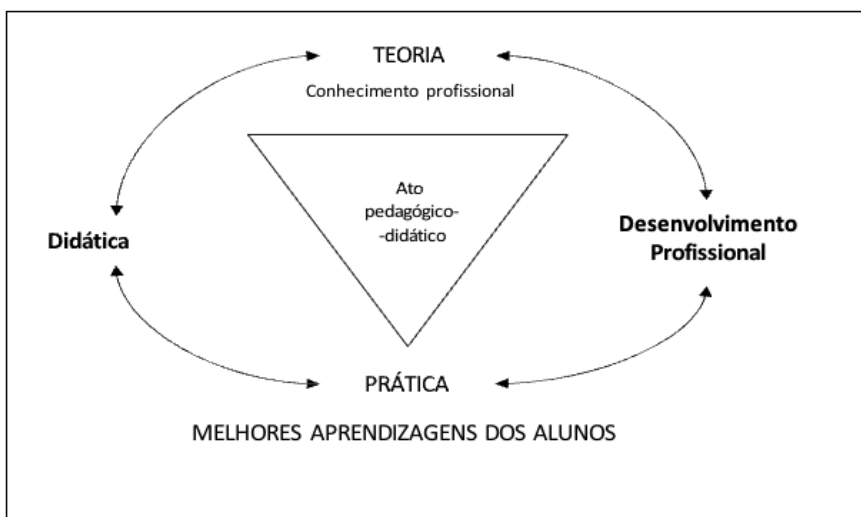 TEORIA
Conhecimento profissional
Ato
pedagógico-
-didático
Didática
Desenvolvimento
Profissional
PRÁTICA
MELHORES APRENDIZAGENS DOS ALUNOS